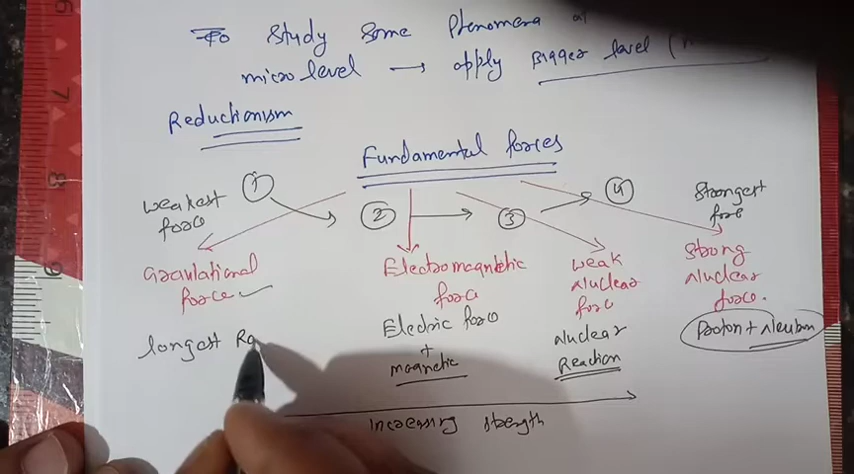 To study some Phenomena at
micro level → apply Bigger level (
Reductionism
Fundamental forces
weakest
force
1
2
3
4
Strongest
force
Gravitational
force
Electromagnetic
force
weak
Nuclear
force
Strong
Nuclear
force.
longest Ra
Electric force
+
magnetic
Nuclear
Reaction
Proton + Neutron
Increasing strength